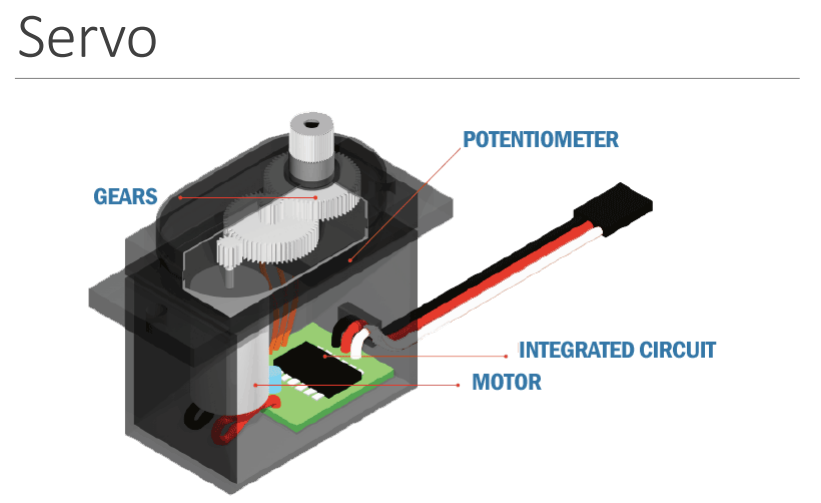 Servo
POTENTIOMETER
GEARS
INTEGRATED CIRCUIT
MOTOR